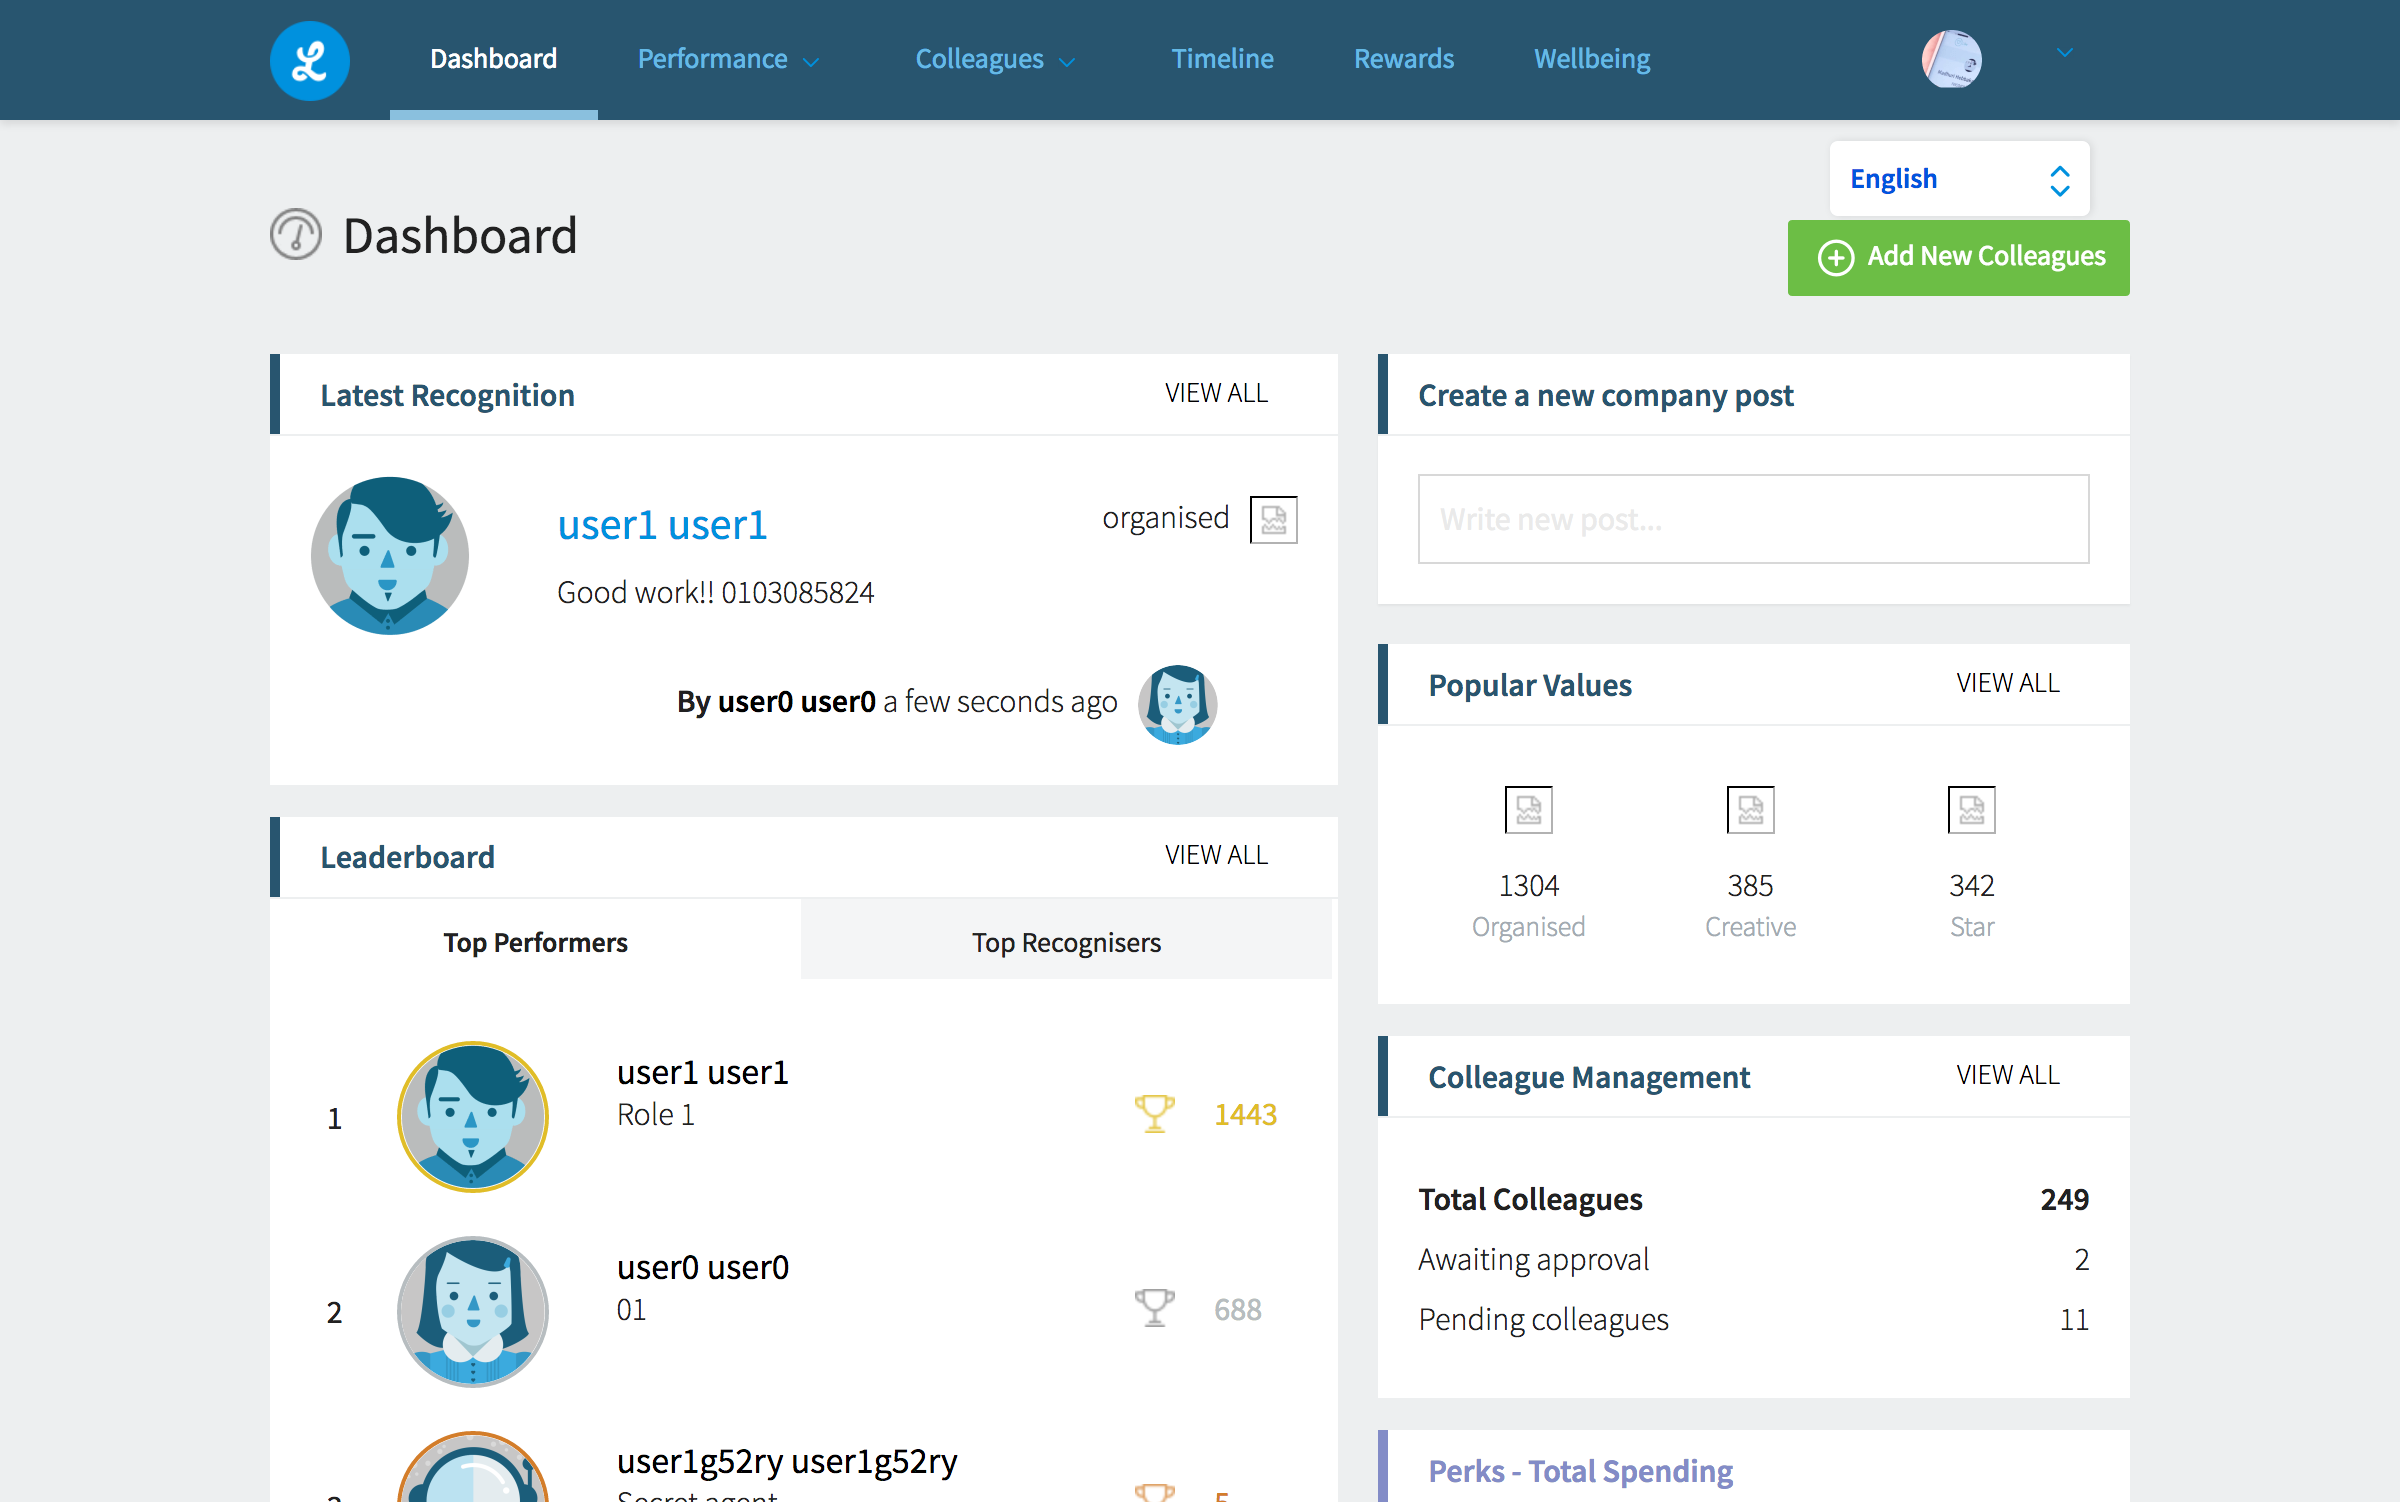 Dashboard
Performance
Colleagues
Timeline
Rewards
Wellbeing
English
Dashboard
Add New Colleagues
Latest Recognition
VIEW ALL
user1 user1
organised
Good work!! 0103085824
By user0 user0 a few seconds ago
Leaderboard
VIEW ALL
Top Performers
Top Recognisers
1
user1 user1
Role 1
1443
2
user0 user0
01
688
user1g52ry user1g52ry
Secret agent
5
Create a new company post
Write new post...
Popular Values
VIEW ALL
1304
Organised
385
Creative
342
Star
Colleague Management
VIEW ALL
Total Colleagues 249
Awaiting approval 2
Pending colleagues 11
Perks - Total Spending